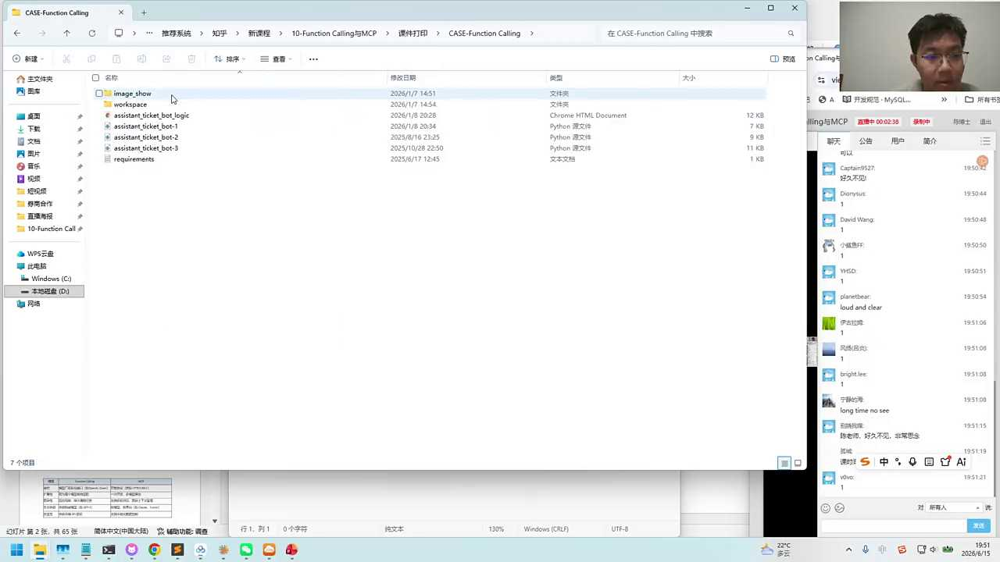 CASE-Function Calling
推荐系统 > 知乎 > 新课程 > 10-Function Calling与MCP > 课件打印 > CASE-Function Calling >
在 CASE-Function Calling 中搜索
新建
排序
查看
预览
主文件夹
图库
桌面
下载
文档
图片
音乐
视频
短视频
券商合作
直播海报
10-Function Call
WPS云盘
此电脑
Windows (C:)
本地磁盘 (D:)
网络
名称 修改日期 类型 大小
image_show 2026/1/7 14:51 文件夹
workspace 2026/1/7 14:54 文件夹
assistant_ticket_bot_logic 2026/1/8 20:28 Chrome HTML Document 12 KB
assistant_ticket_bot-1 2026/1/8 20:34 Python 源文件 7 KB
assistant_ticket_bot-2 2025/8/16 23:25 Python 源文件 9 KB
assistant_ticket_bot-3 2025/10/28 22:50 Python 源文件 11 KB
requirements 2025/6/17 12:45 文本文档 1 KB
7 个项目
幻灯片 第 2 张，共 65 张
简体中文(中国大陆)
辅助功能: 调查
行 1，列 1
0 个字符
纯文本
130%
Windows (CRLF)
UTF-8
on Calling与
vie
A
开发规范 - MySQL...
所有书签
alling与MCP
直播中 00:02:38
录制中
陈博士
退出
聊天
公告
用户
简介
可以
Captain9527: 19:50:42
好久不见!
Dionysus: 19:50:44
1
David Wang: 19:50:48
1
小鲨鱼FF: 19:50:50
1
YHSD: 19:50:51
1
planetbear: 19:50:54
loud and clear
伊古拉姆: 19:51:06
1
19:51:08
1
bright.lee: 19:51:08
1
宁静的海: 19:51:08
long time no see
19:51:15
陈老师，好久不见，非常思念
孤城: 19:51:19
课时
中
v0vo: 19:51:21
1
对 所有人 说:
发送
22°C
多云
19:51
2026/6/15